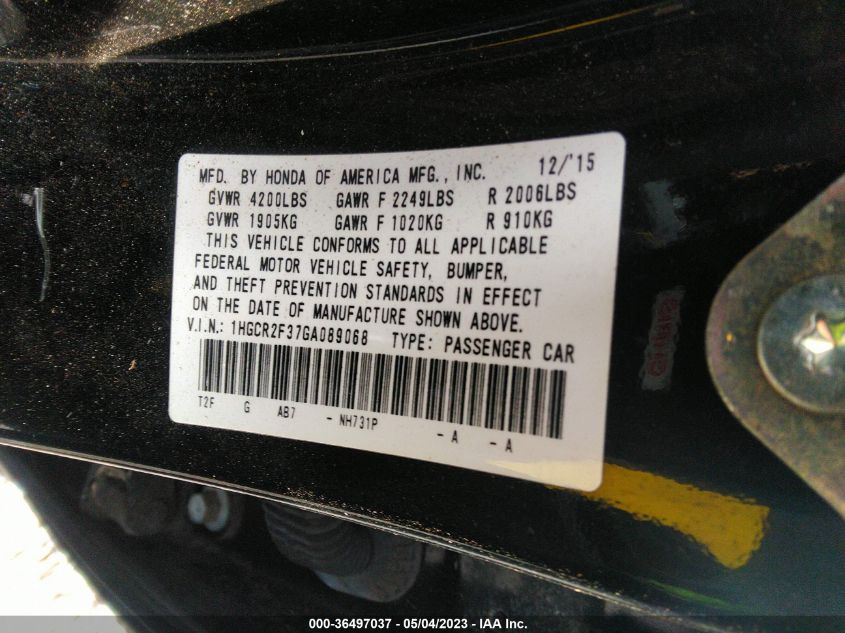 MFD. BY HONDA OF AMERICA MFG., INC. 12/'15
GVWR 4200LBS GAWR F 2249LBS R 2006LBS
GVWR 1905KG GAWR F 1020KG R 910KG
THIS VEHICLE CONFORMS TO ALL APPLICABLE
FEDERAL MOTOR VEHICLE SAFETY, BUMPER,
AND THEFT PREVENTION STANDARDS IN EFFECT
ON THE DATE OF MANUFACTURE SHOWN ABOVE.
V.I.N.: 1HGCR2F37GA089068 TYPE: PASSENGER CAR
T2F G AB7 - NH731P - A - A
000-36497037 - 05/04/2023 - IAA Inc.